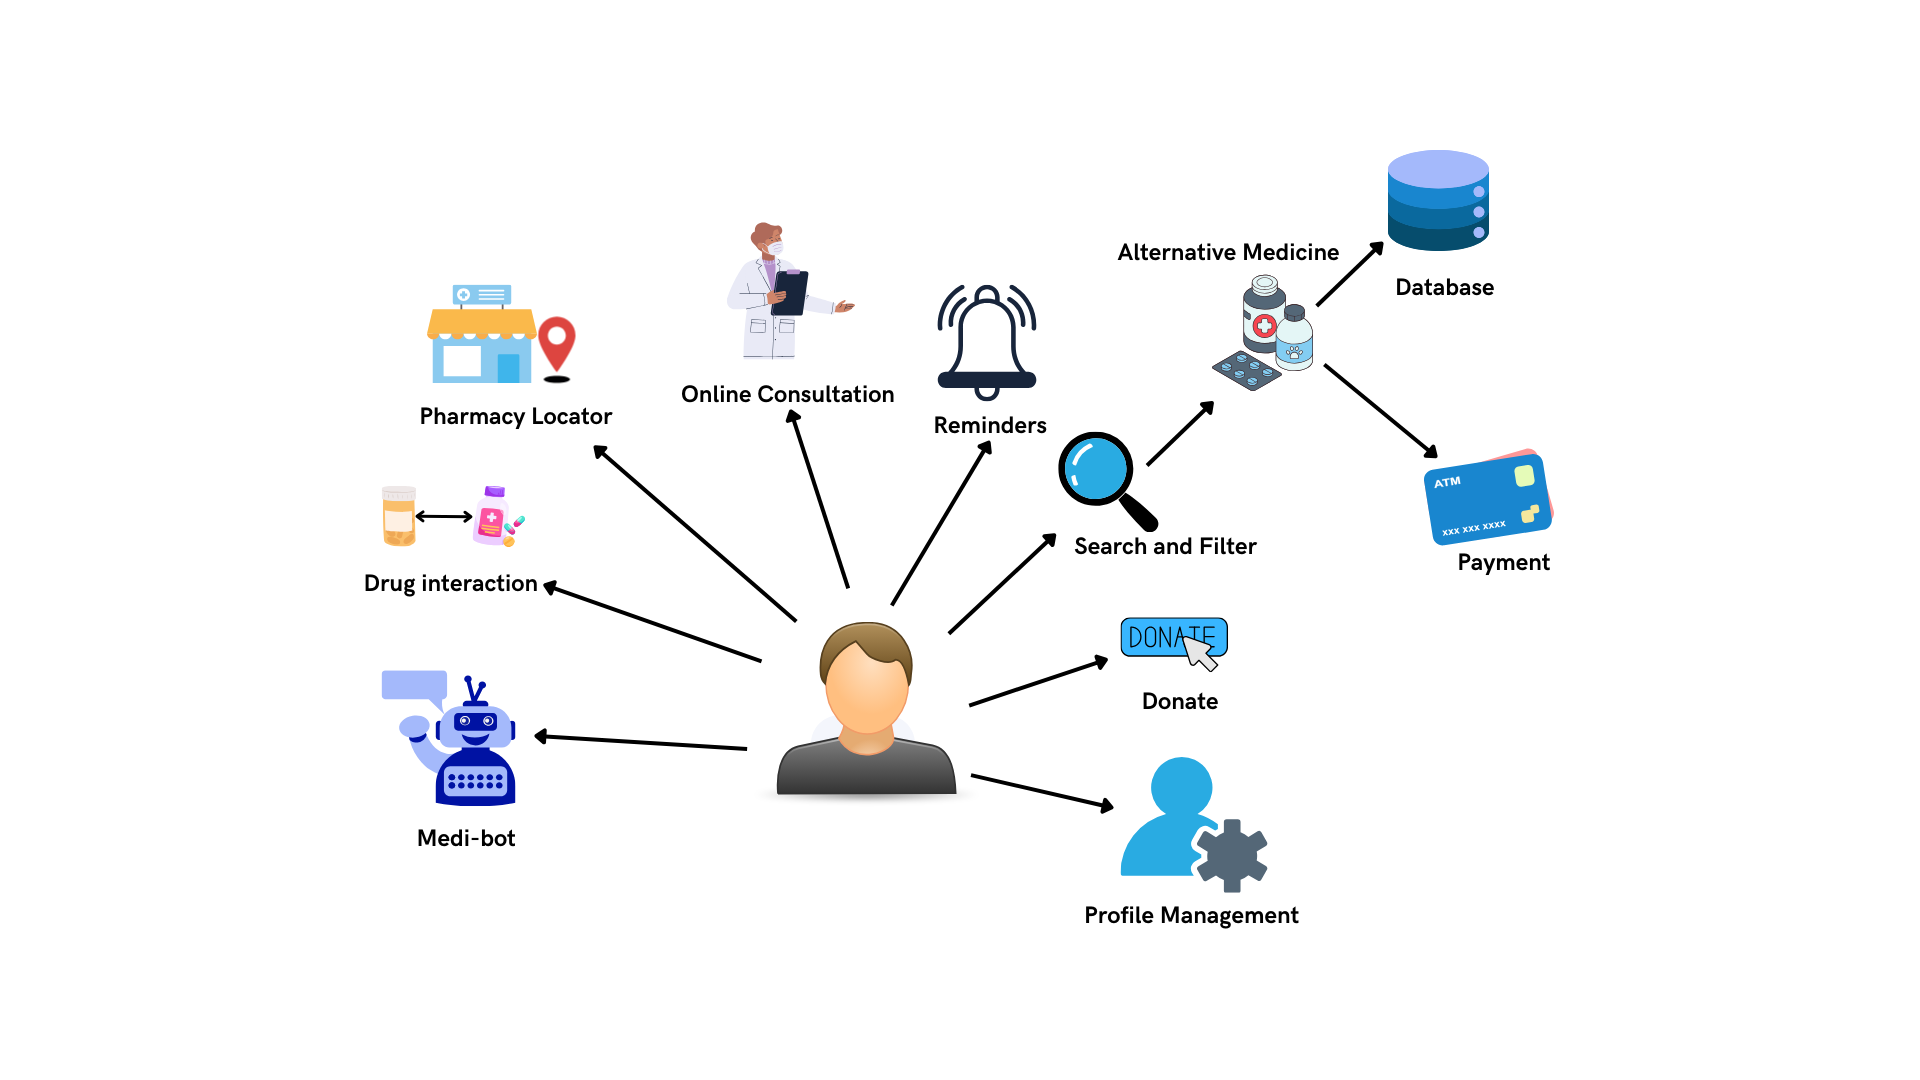 Alternative Medicine
Database
Online Consultation
Pharmacy Locator
Reminders
ATM
xxx xxx xxxx
Payment
Search and Filter
Drug interaction
DONATE
Donate
Medi-bot
Profile Management